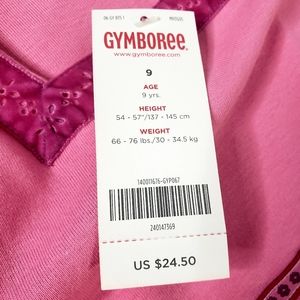 GYMBOREE.
www.gymboree.com
9
AGE
9 yrs.
HEIGHT
54 - 57"/137 - 145 cm
WEIGHT
66 - 76 lbs./30 - 34.5 kg
140011676-GYP067
240147369
US $24.50